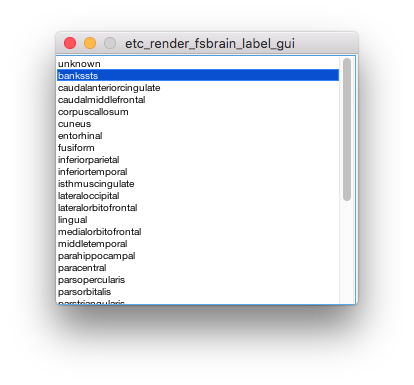 etc_render_fsbrain_label_gui
unknown
bankssts
caudalanteriorcingulate
caudalmiddlefrontal
corpuscallosum
cuneus
entorhinal
fusiform
inferiorparietal
inferiortemporal
isthmuscingulate
lateraloccipital
lateralorbitofrontal
lingual
medialorbitofrontal
middletemporal
parahippocampal
paracentral
parsopercularis
parsorbitalis
parstriangularis